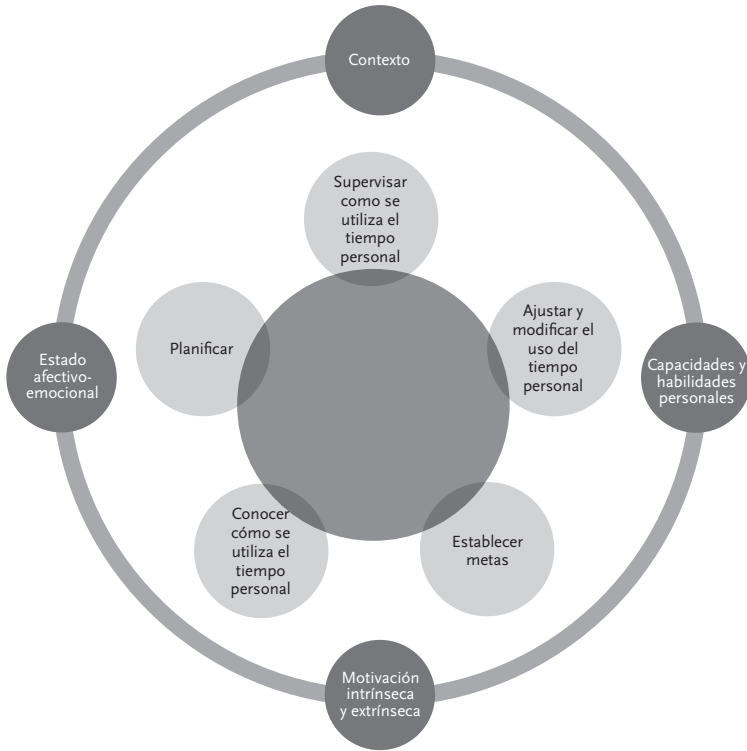 Contexto
Supervisar
como se
utiliza el
tiempo
personal
Planificar
Ajustar y
modificar el
uso del
tiempo
personal
Estado
afectivo-
emocional
Capacidades y
habilidades
personales
Conocer
cómo se
utiliza el
tiempo
personal
Establecer
metas
Motivación
intrínseca
y extrínseca